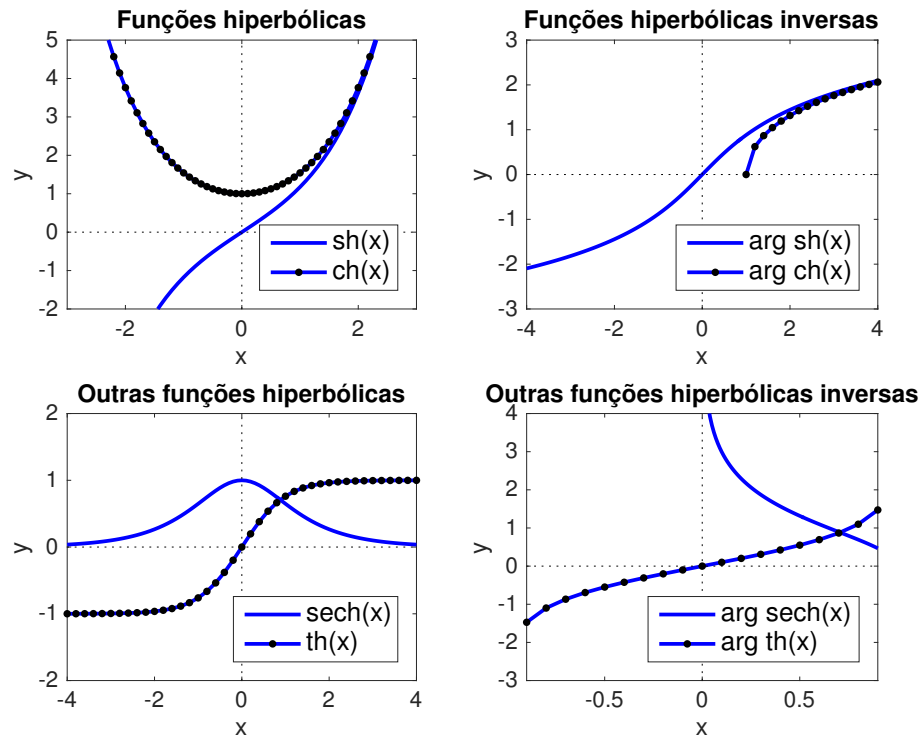 Funções hiperbólicas
5
4
3
2
1
0
-1
-2
y
-2 0 2
x
sh(x)
ch(x)
Funções hiperbólicas inversas
3
2
1
0
-1
-2
-3
y
-4 -2 0 2 4
x
arg sh(x)
arg ch(x)
Outras funções hiperbólicas
2
1
0
-1
-2
y
-4 -2 0 2 4
x
sech(x)
th(x)
Outras funções hiperbólicas inversas
4
3
2
1
0
-1
-2
-3
y
-0.5 0 0.5
x
arg sech(x)
arg th(x)